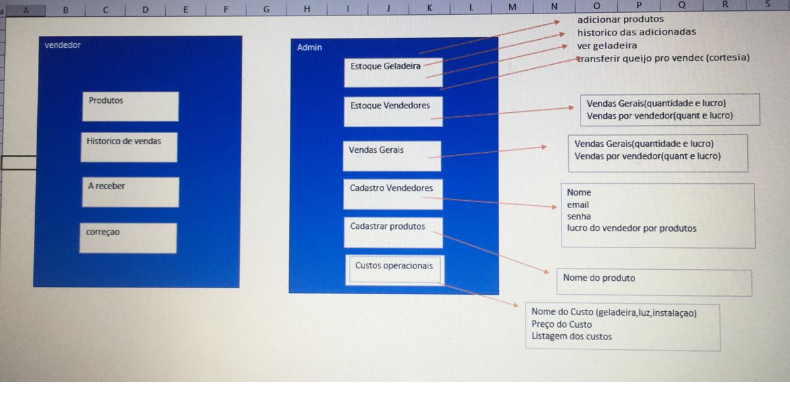 A B C D E F G H I J K L M N O P Q R S
vendedor
Produtos
Historico de vendas
A receber
correçao
Admin
Estoque Geladeira
Estoque Vendedores
Vendas Gerais
Cadastro Vendedores
Cadastrar produtos
Custos operacionais
adicionar produtos
historico das adicionadas
ver geladeira
transferir queijo pro vendec (cortesia)
Vendas Gerais(quantidade e lucro)
Vendas por vendedor(quant e lucro)
Vendas Gerais(quantidade e lucro)
Vendas por vendedor(quant e lucro)
Nome
email
senha
lucro do vendedor por produtos
Nome do produto
Nome do Custo (geladeira,luz,instalaçao)
Preço do Custo
Listagem dos custos